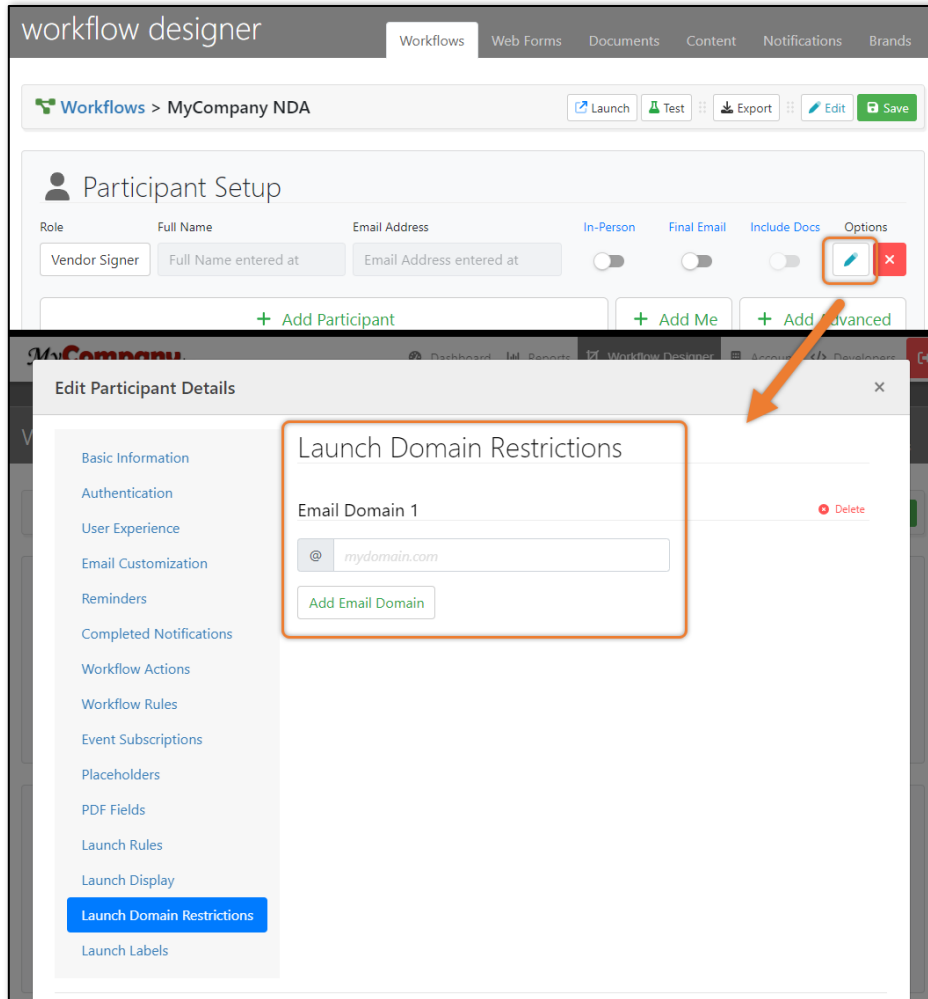 workflow designer
Workflows Web Forms Documents Content Notifications Brands
Workflows > MyCompany NDA
Launch Test Export Edit Save
Participant Setup
Role Full Name Email Address In-Person Final Email Include Docs Options
Vendor Signer Full Name entered at Email Address entered at
+ Add Participant + Add Me + Add Advanced
MyCompany. Dashboard Reports Workflow Designer Account </> Developers
Edit Participant Details ×
W
Basic Information
Authentication
User Experience
Email Customization
Reminders
Completed Notifications
Workflow Actions
Workflow Rules
Event Subscriptions
Placeholders
PDF Fields
Launch Rules
Launch Display
Launch Domain Restrictions
Launch Labels
Launch Domain Restrictions
Email Domain 1 Delete
@ mydomain.com
Add Email Domain